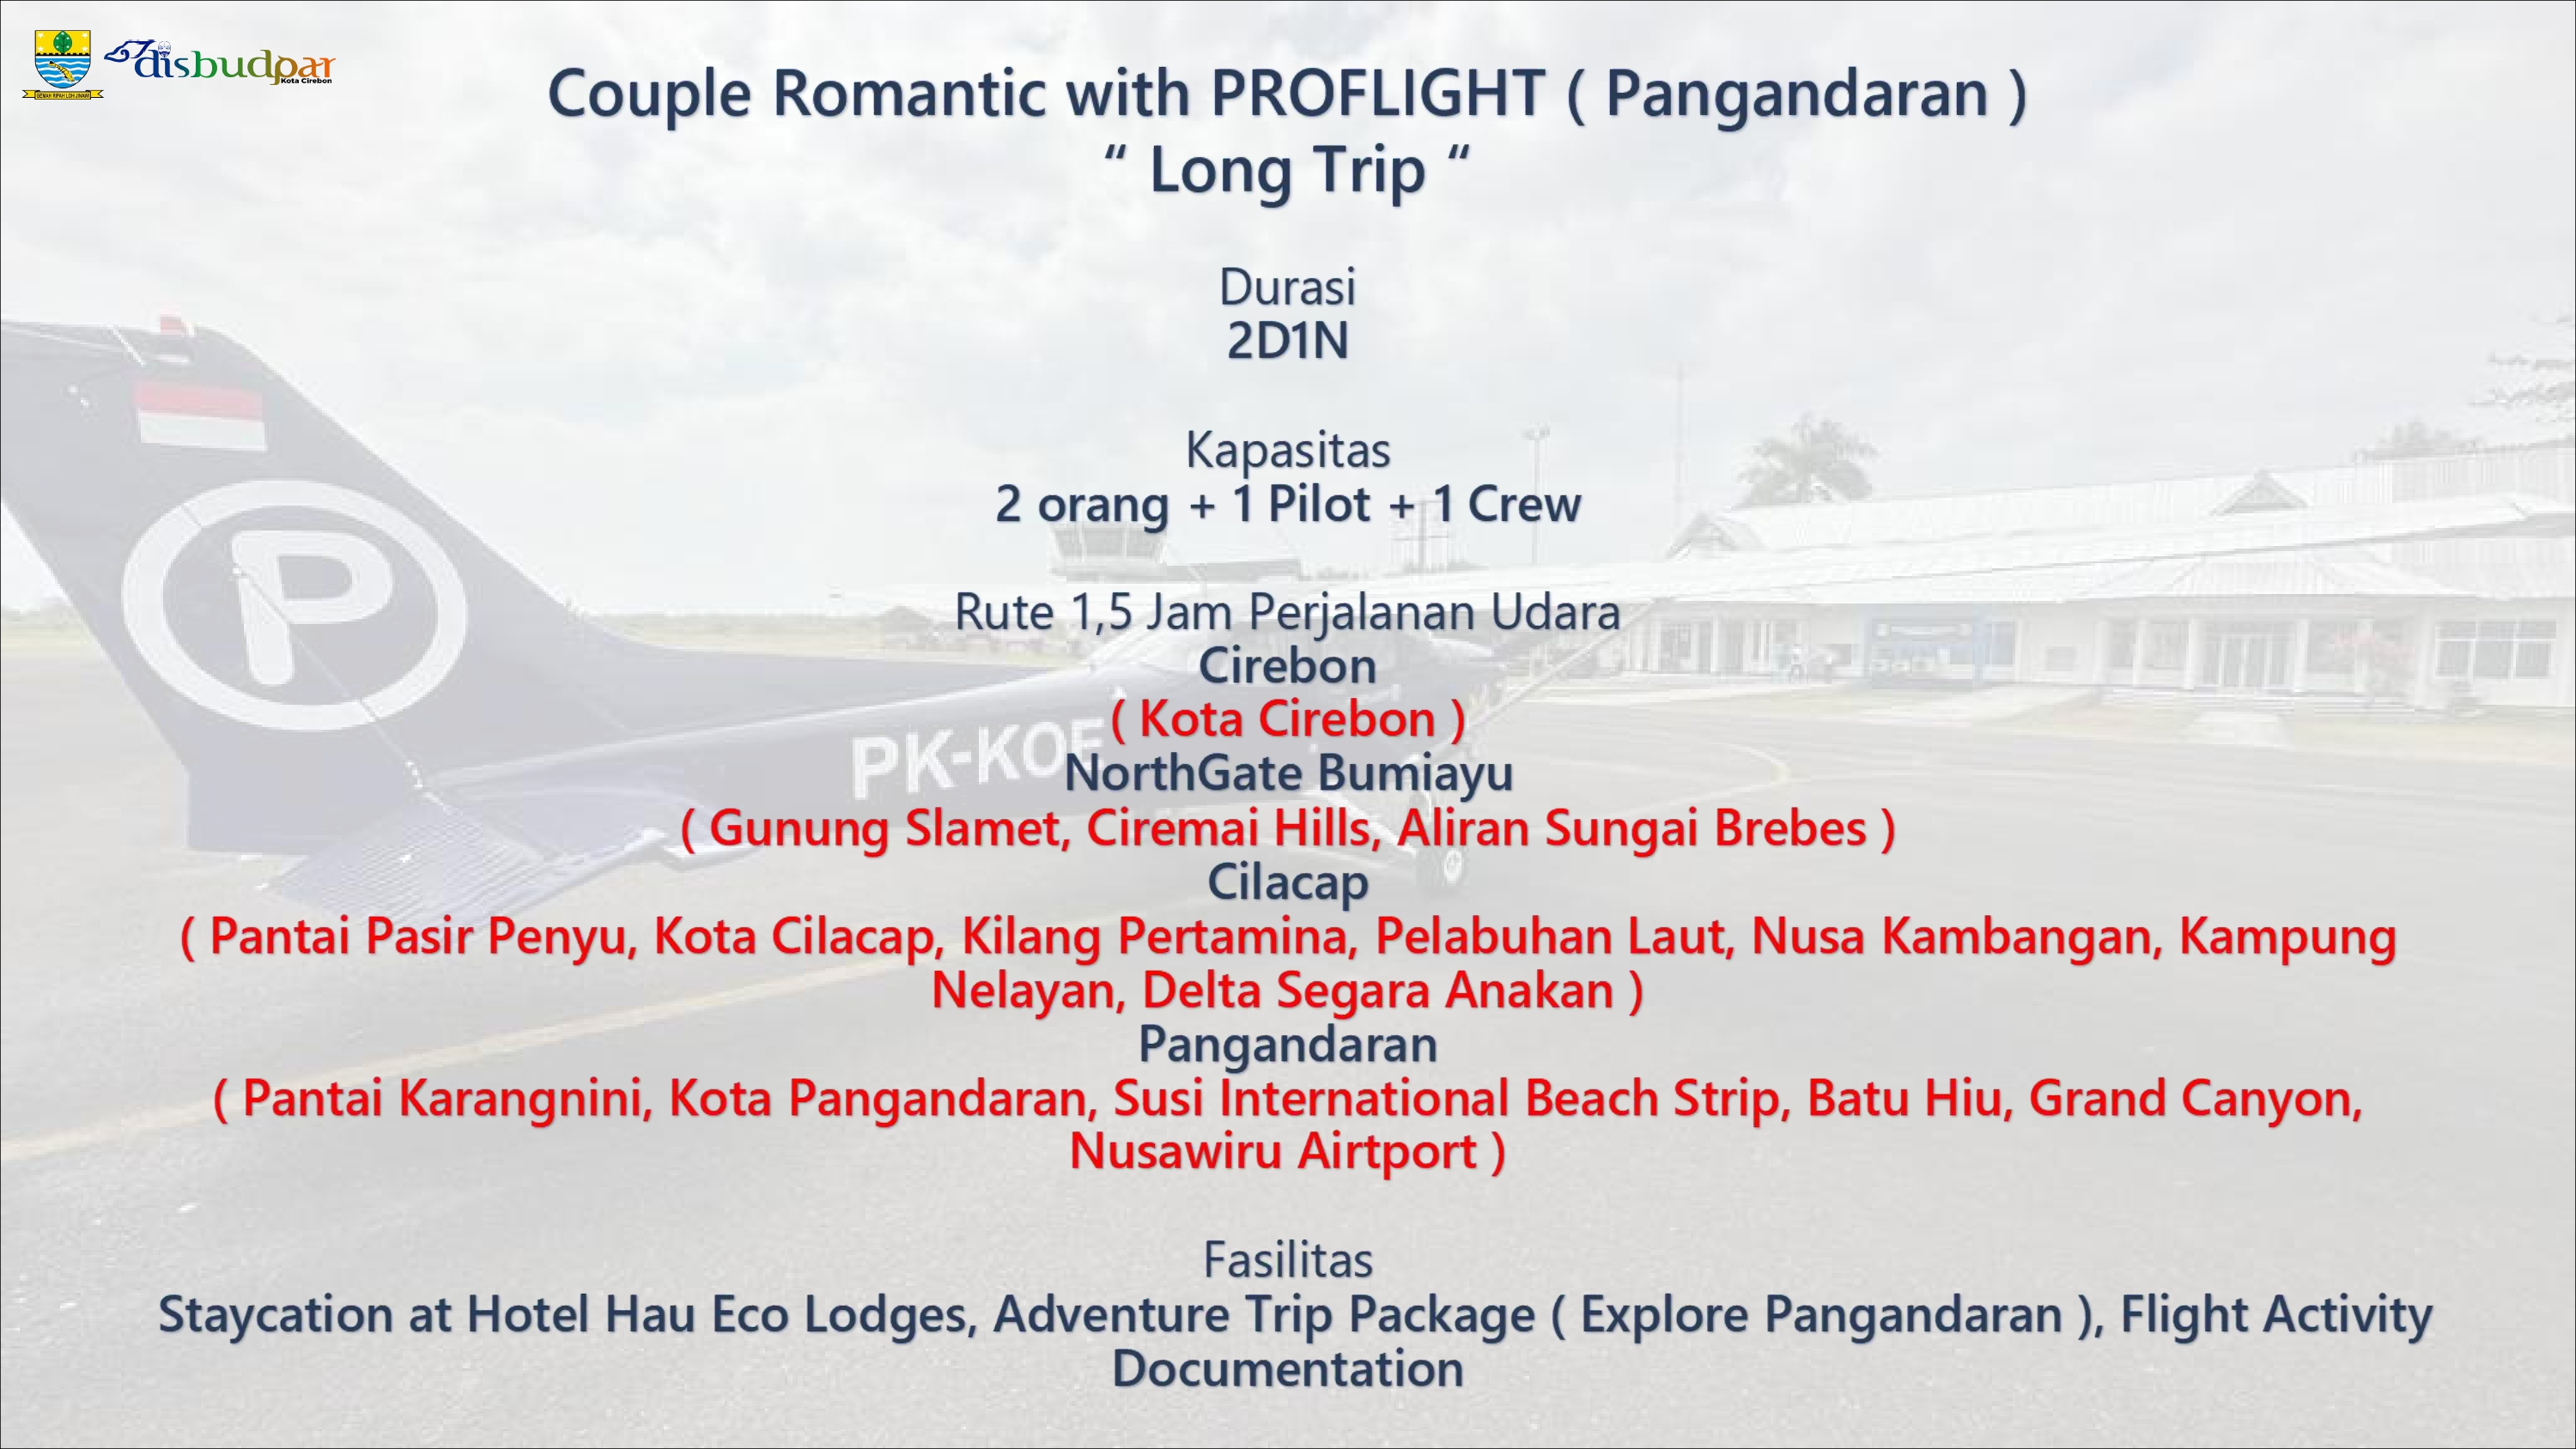 disbudpar
Kota Cirebon
Couple Romantic with PROFLIGHT ( Pangandaran )
“ Long Trip “
Durasi
2D1N
Kapasitas
2 orang + 1 Pilot + 1 Crew
Rute 1,5 Jam Perjalanan Udara
Cirebon
( Kota Cirebon )
NorthGate Bumiayu
( Gunung Slamet, Ciremai Hills, Aliran Sungai Brebes )
Cilacap
( Pantai Pasir Penyu, Kota Cilacap, Kilang Pertamina, Pelabuhan Laut, Nusa Kambangan, Kampung
Nelayan, Delta Segara Anakan )
Pangandaran
( Pantai Karangnini, Kota Pangandaran, Susi International Beach Strip, Batu Hiu, Grand Canyon,
Nusawiru Airtport )
Fasilitas
Staycation at Hotel Hau Eco Lodges, Adventure Trip Package ( Explore Pangandaran ), Flight Activity
Documentation
P